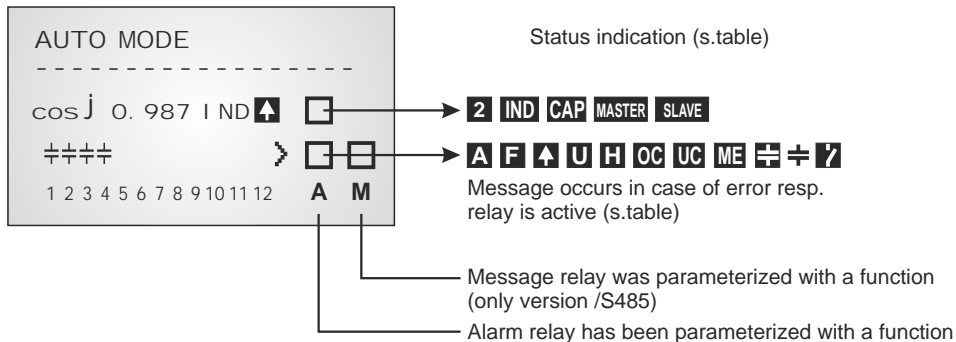 AUTO MODE
Status indication (s.table)
cos j 0.987 IND
2 IND CAP MASTER SLAVE
A F U H OC UC ME
Message occurs in case of error resp.
relay is active (s.table)
1 2 3 4 5 6 7 8 9 10 11 12 A M
Message relay was parameterized with a function
(only version /S485)
Alarm relay has been parameterized with a function